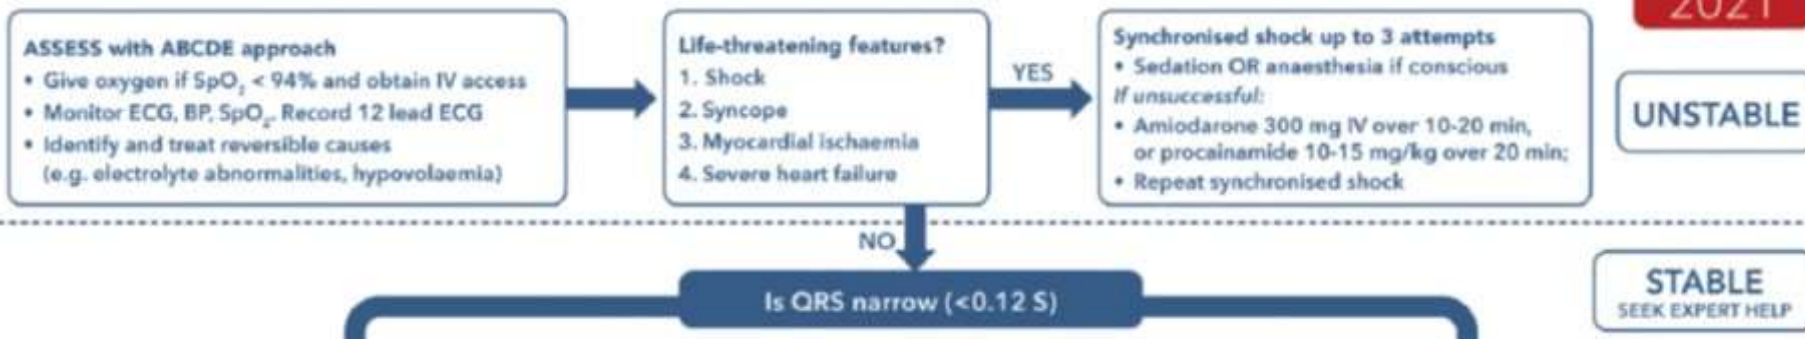 2021
ASSESS with ABCDE approach
• Give oxygen if SpO₂ < 94% and obtain IV access
• Monitor ECG, BP, SpO₂. Record 12 lead ECG
• Identify and treat reversible causes
(e.g. electrolyte abnormalities, hypovolaemia)
Life-threatening features?
1. Shock
2. Syncope
3. Myocardial ischaemia
4. Severe heart failure
YES
Synchronised shock up to 3 attempts
• Sedation OR anaesthesia if conscious
If unsuccessful:
• Amiodarone 300 mg IV over 10-20 min,
or procainamide 10-15 mg/kg over 20 min;
• Repeat synchronised shock
UNSTABLE
NO
Is QRS narrow (<0.12 S)
STABLE
SEEK EXPERT HELP